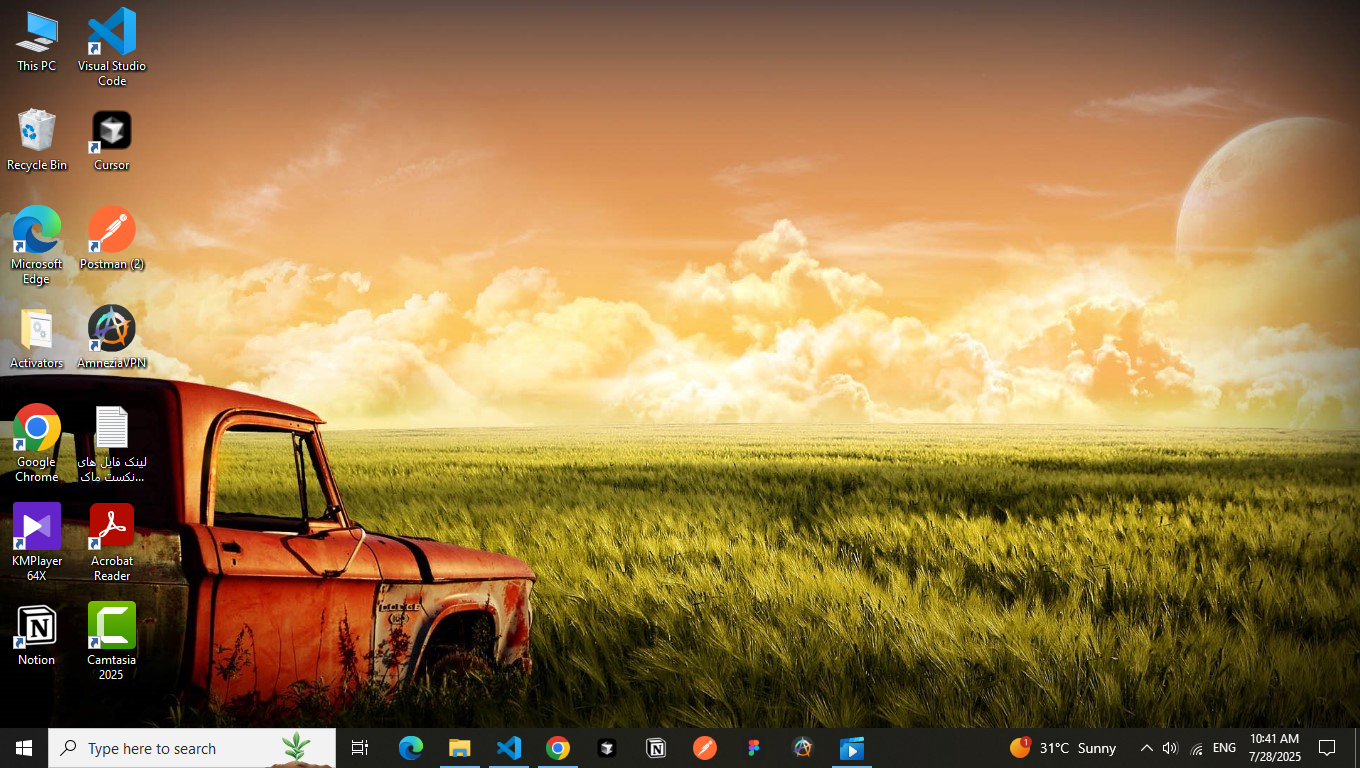 This PC
Visual Studio
Code
Recycle Bin
Cursor
Microsoft
Edge
Postman (2)
Activators
AmneziaVPN
Google
Chrome
لینک فایل های
نکست ماک...
KMPlayer
64X
Acrobat
Reader
Notion
Camtasia
2025
DODGE
Type here to search
1
31°C Sunny
ENG
10:41 AM
7/28/2025